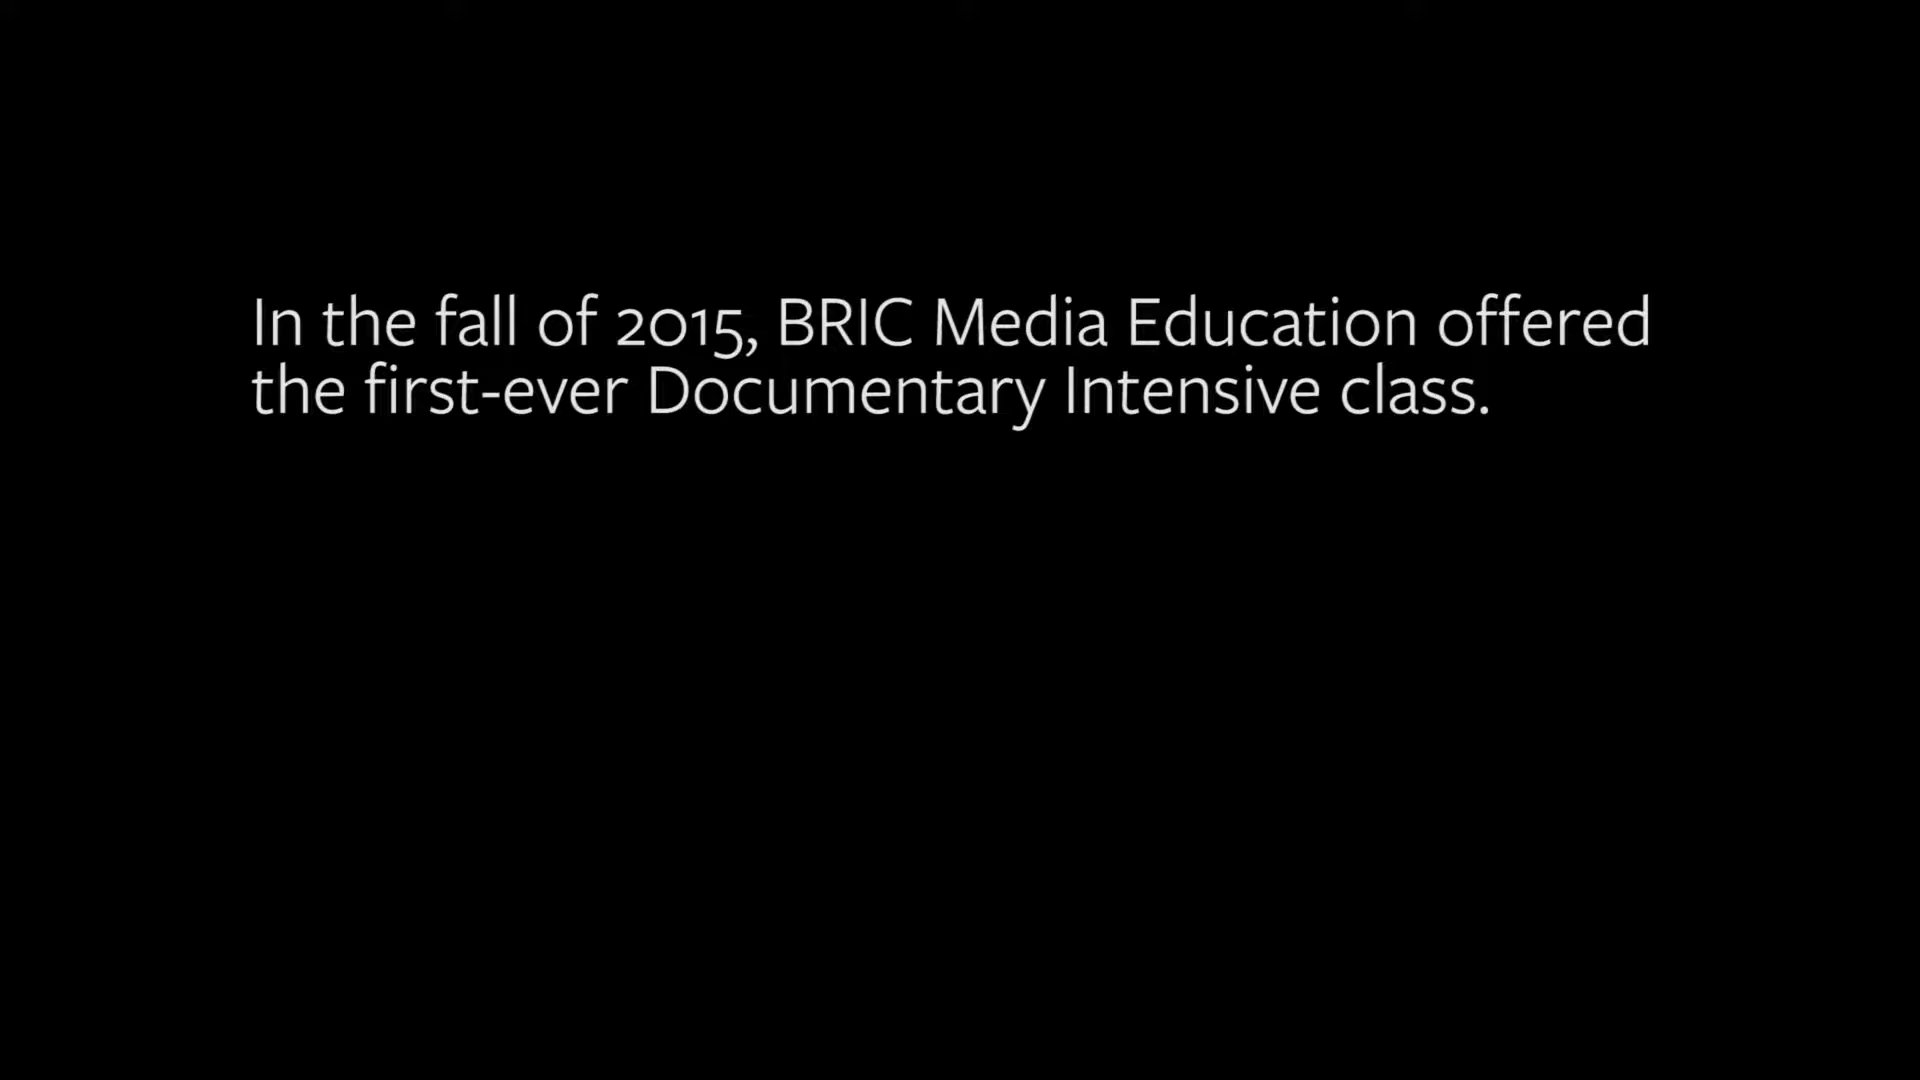 In the fall of 2015, BRIC Media Education offered
the first-ever Documentary Intensive class.